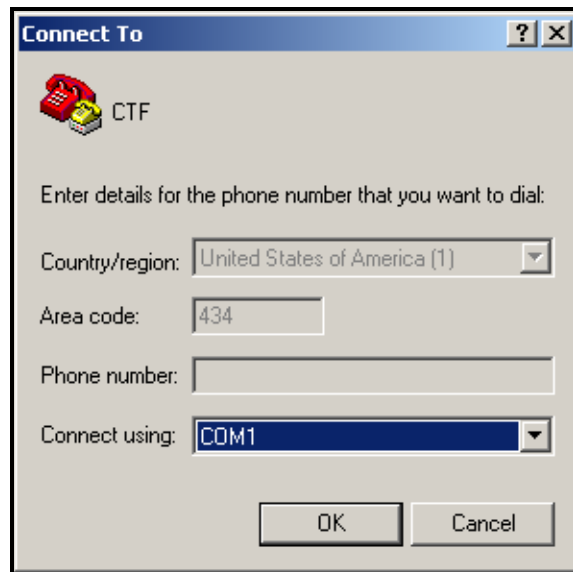 Connect To
CTF
Enter details for the phone number that you want to dial:
Country/region: United States of America (1)
Area code: 434
Phone number:
Connect using: COM1
OK Cancel